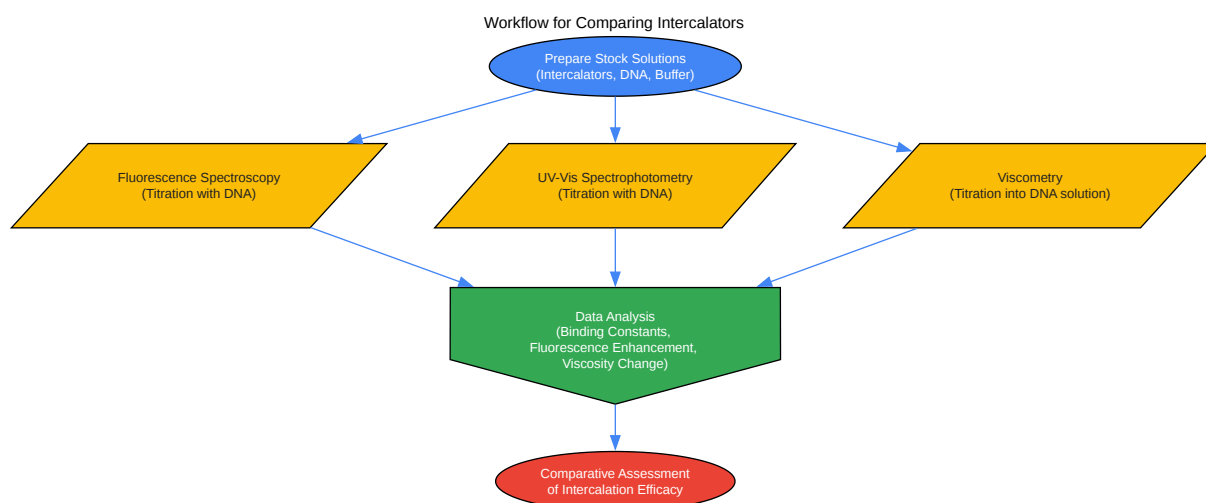 Workflow for Comparing Intercalators
Prepare Stock Solutions
(Intercalators, DNA, Buffer)
Fluorescence Spectroscopy
(Titration with DNA)
UV-Vis Spectrophotometry
(Titration with DNA)
Viscometry
(Titration into DNA solution)
Data Analysis
(Binding Constants,
Fluorescence Enhancement,
Viscosity Change)
Comparative Assessment
of Intercalation Efficacy